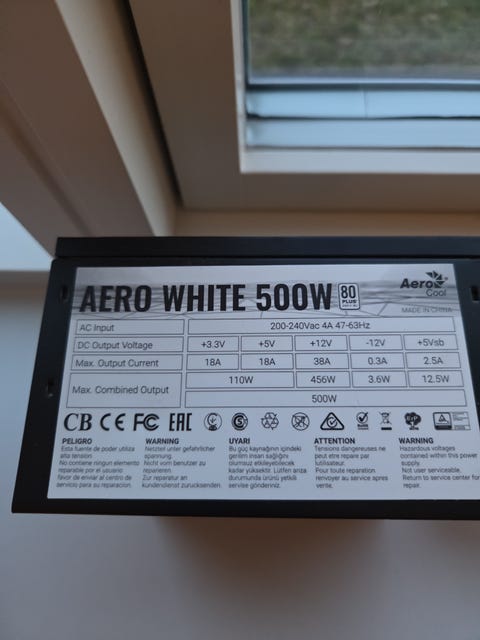 AERO WHITE 500W
80
PLUS
Aero
Cool
MADE IN CHINA
AC Input 200-240Vac 4A 47-63Hz
DC Output Voltage +3.3V +5V +12V -12V +5Vsb
Max. Output Current 18A 18A 38A 0.3A 2.5A
Max. Combined Output 110W 456W 3.6W 12.5W
500W
CB CE FC EAC
ErP
PELIGRO
Esta fuente de poder utiliza
alta tension
No contiene ningun elemento
reparable por el usuario
favor de enviar al centro de
servicio para su reparacion.
WARNING
Netzteil unter gefahrlicher
spannung.
Nicht vom benutzer zu
reparieren.
Zur reparatur an
kundendienst zurucksenden.
UYARI
Bu güç kaynağının içindeki
gerilim insan sağlığını
olumsuz etkileyebilecek
kadar yüksektir. Lütfen arıza
durumunda ürünü yetkili
servise gönderiniz.
ATTENTION
Tensions dangereuses ne
peut etre repare par
lutilisateur.
Pour toute reparation
renvoyer au service apres
vente.
WARNING
Hazardous voltages
contained within this power
supply.
Not user serviceable.
Return to service center for
repair.